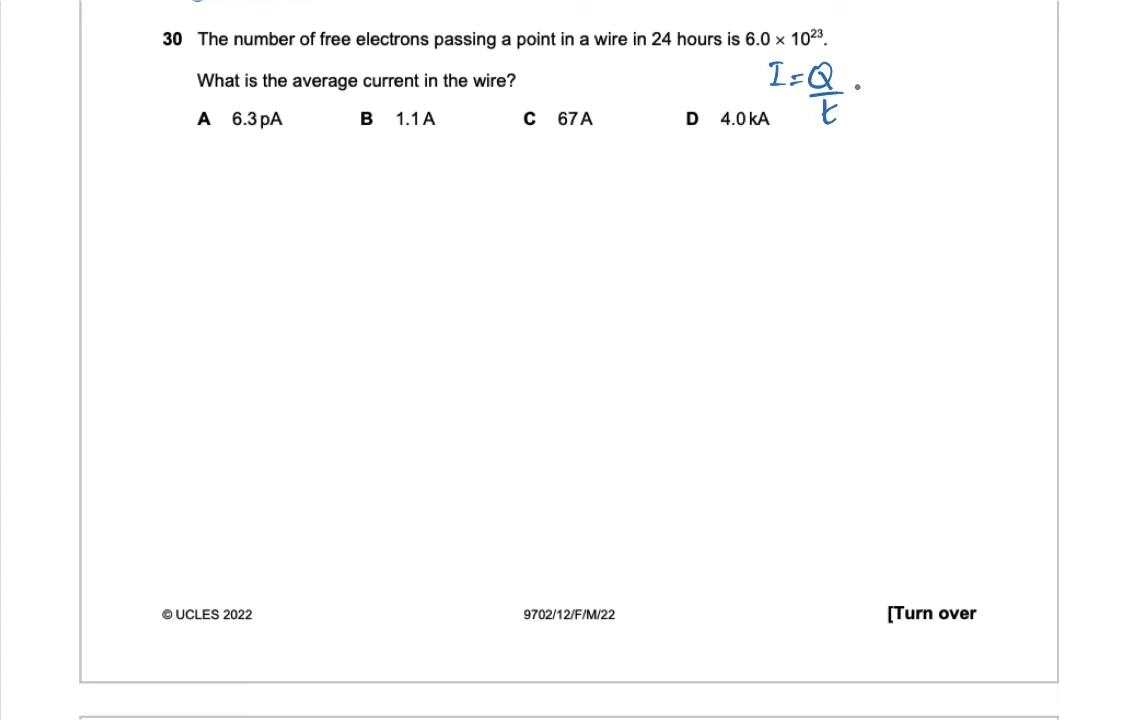 30 The number of free electrons passing a point in a wire in 24 hours is 6.0 × 10²³.
What is the average current in the wire?
I = Q/t .
A 6.3 pA B 1.1 A C 67 A D 4.0 kA
© UCLES 2022 9702/12/F/M/22 [Turn over